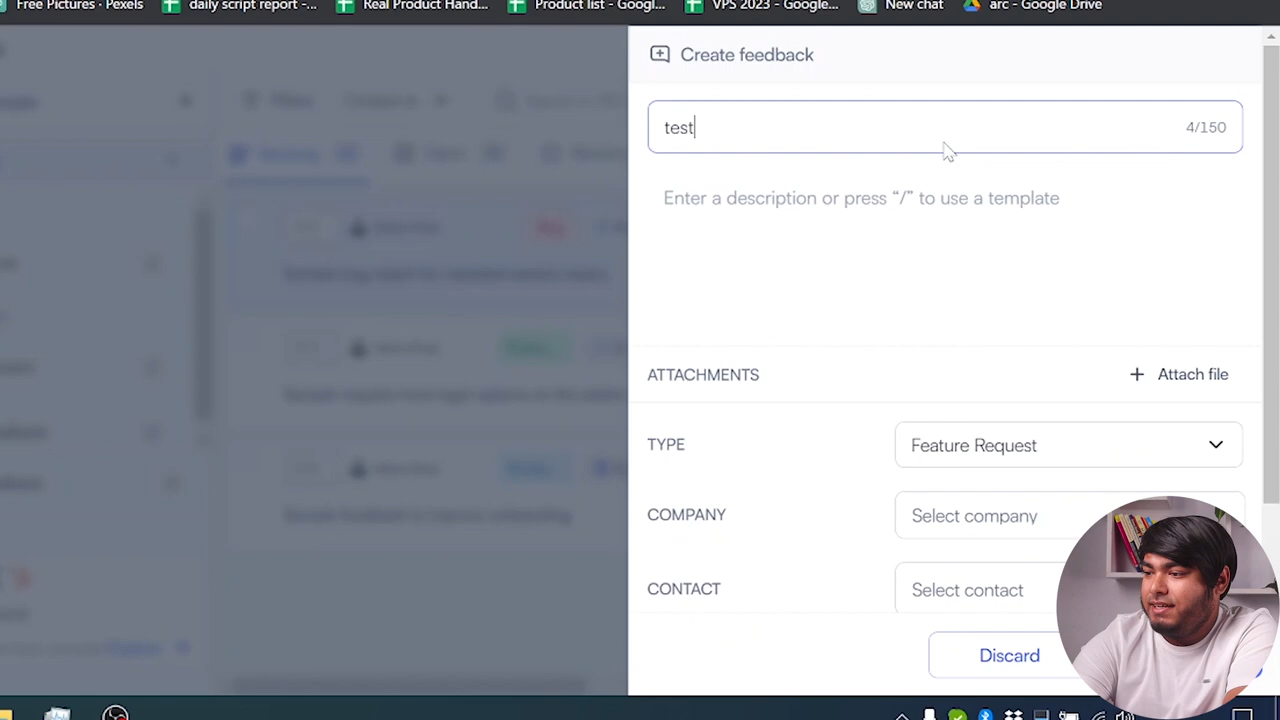 Free Pictures · Pexels
daily script report -...
Real Product Hand...
Product list - Googl...
VPS 2023 - Google...
New chat
arc - Google Drive
Create feedback
test
4/150
Enter a description or press “/” to use a template
ATTACHMENTS
+ Attach file
TYPE
Feature Request
COMPANY
Select company
CONTACT
Select contact
Discard